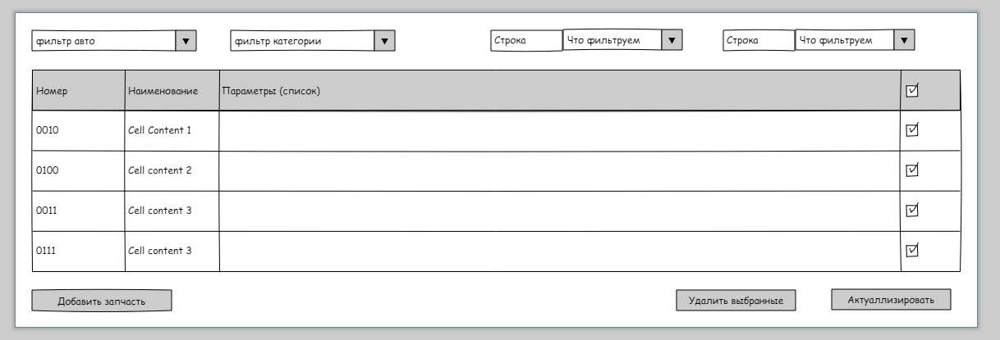 фильтр авто
фильтр категории
Строка
Что фильтруем
Строка
Что фильтруем
Номер
Наименование
Параметры (список)
0010
Cell Content 1
0100
Cell content 2
0011
Cell content 3
0111
Cell content 3
Добавить запчасть
Удалить выбранные
Актуаллизировать